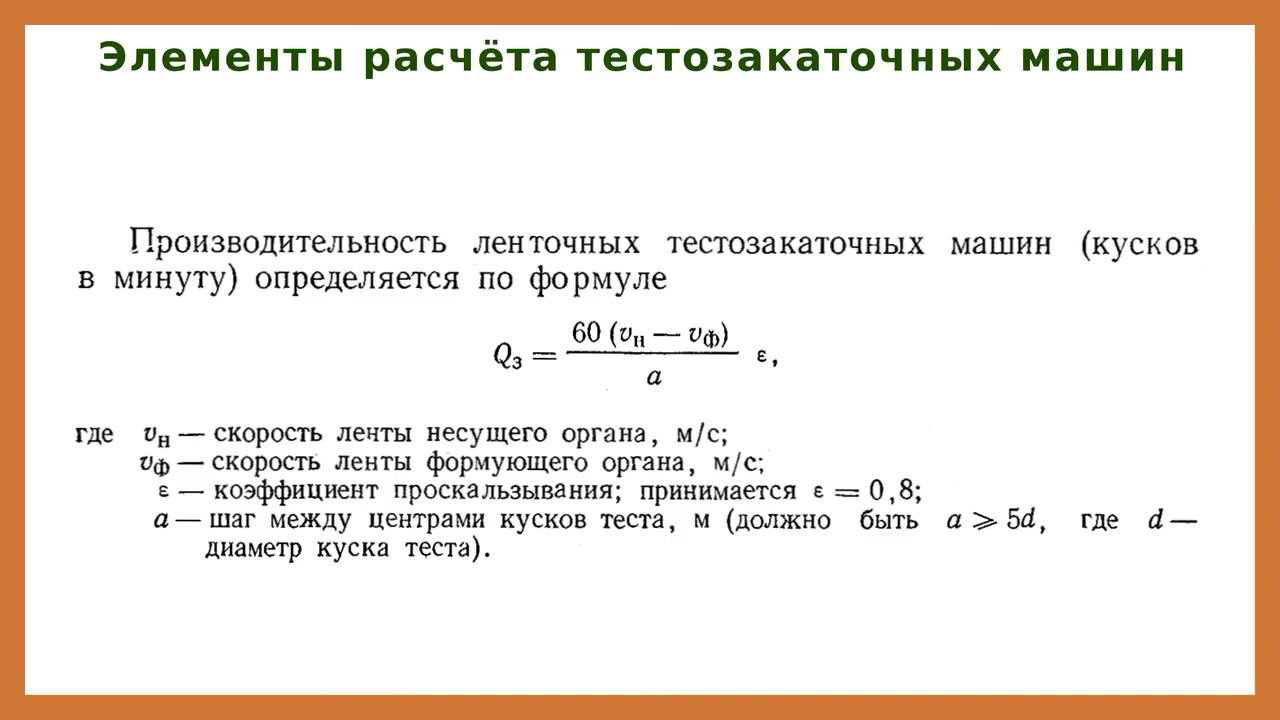 Элементы расчёта тестозакаточных машин
Производительность ленточных тестозакаточных машин (кусков
в минуту) определяется по формуле
Qз = 60 (vн — vф) / a ε,
где vн — скорость ленты несущего органа, м/с;
vф — скорость ленты формующего органа, м/с;
ε — коэффициент проскальзывания; принимается ε = 0,8;
a — шаг между центрами кусков теста, м (должно быть a ⩾ 5d, где d —
диаметр куска теста).